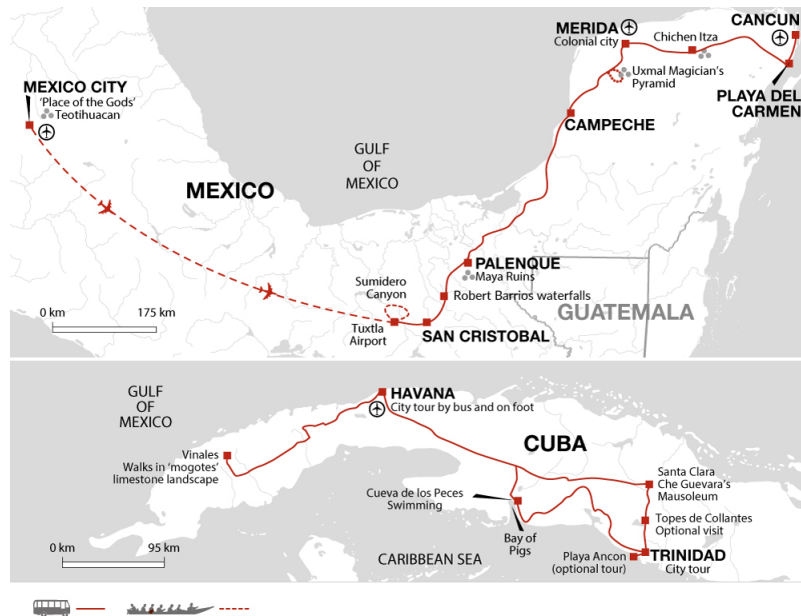 MERIDA
Colonial city
Chichen Itza
CANCUN
Uxmal Magician's
Pyramid
PLAYA DEL
CARMEN
MEXICO CITY
'Place of the Gods'
Teotihuacan
CAMPECHE
GULF
OF
MEXICO
MEXICO
PALENQUE
Maya Ruins
Sumidero
Canyon
Robert Barrios waterfalls
GUATEMALA
0 km
175 km
Tuxtla
Airport
SAN CRISTOBAL
GULF
OF
MEXICO
HAVANA
City tour by bus and on foot
CUBA
Vinales
Walks in 'mogotes'
limestone landscape
Santa Clara
Che Guevara's
Mausoleum
Cueva de los Peces
Swimming
Topes de Collantes
Optional visit
Bay of
Pigs
0 km
95 km
CARIBBEAN SEA
Playa Ancon
(optional tour)
TRINIDAD
City tour